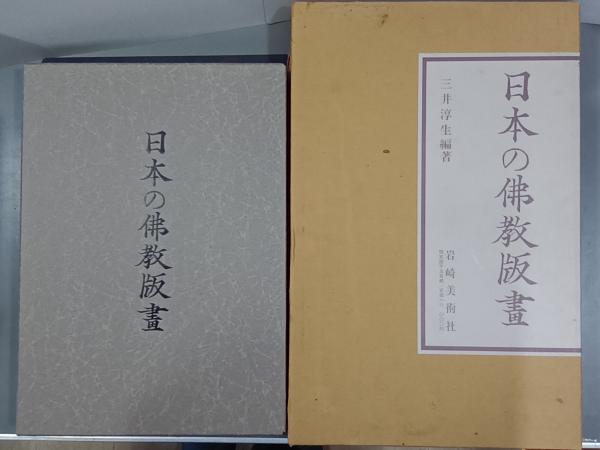 日本の佛教版畫
日本の佛教版畫
三井淳生編著
岩崎美術社